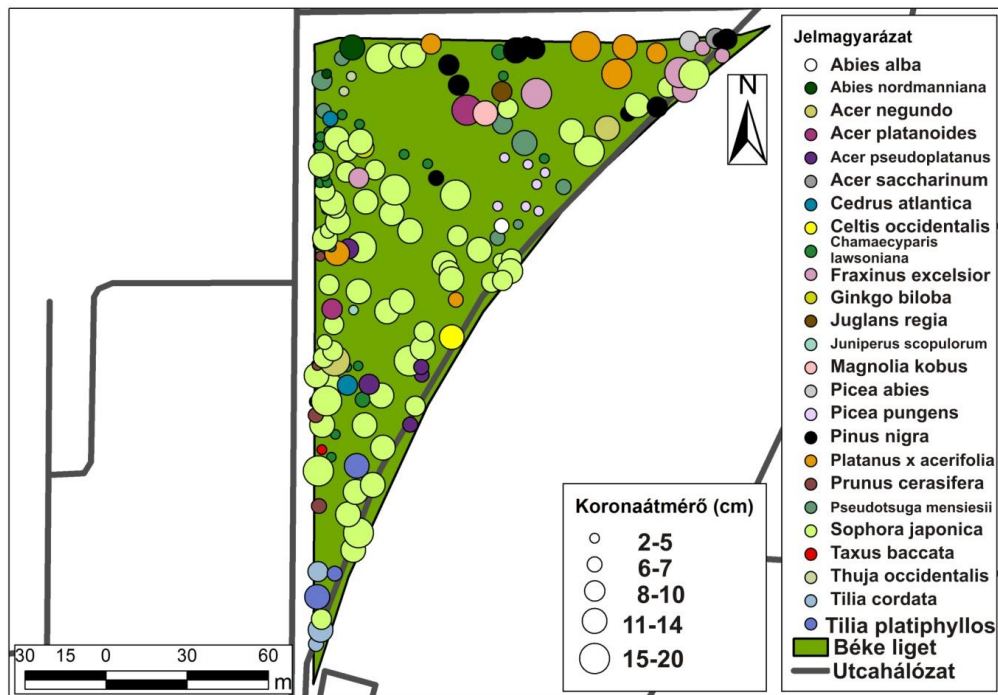 N
Jelmagyarázat
Abies alba
Abies nordmanniana
Acer negundo
Acer platanoides
Acer pseudoplatanus
Acer saccharinum
Cedrus atlantica
Celtis occidentalis
Chamaecyparis
lawsoniana
Fraxinus excelsior
Ginkgo biloba
Juglans regia
Juniperus scopulorum
Magnolia kobus
Picea abies
Picea pungens
Pinus nigra
Platanus x acerifolia
Prunus cerasifera
Pseudotsuga mensiesii
Sophora japonica
Taxus baccata
Thuja occidentalis
Tilia cordata
Tilia platiphyllos
Béke liget
Utcahálózat
Koronaátmérő (cm)
2-5
6-7
8-10
11-14
15-20
30 15 0 30 60
m